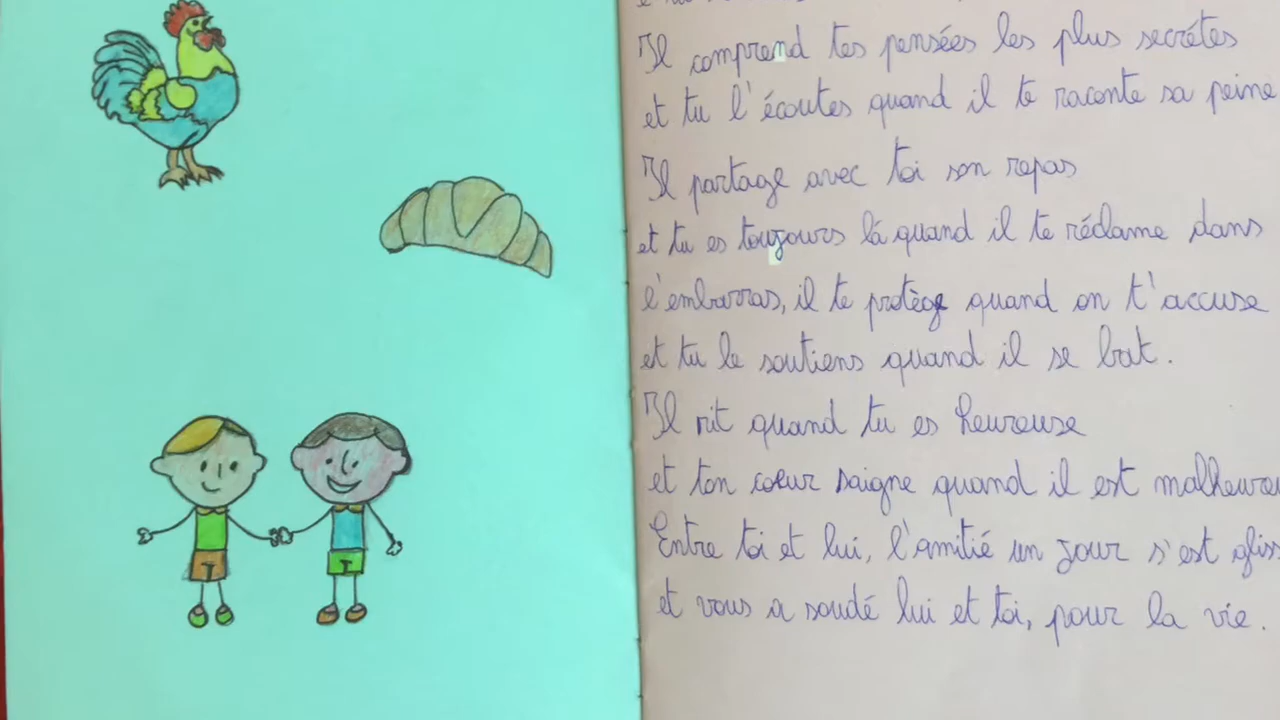 Il comprend tes pensées les plus secrétes
et tu l'écoutes quand il te raconte sa peine
Il partage avec toi son repas
et tu es toujours là quand il te réclame dans
l'embarras, il te protège quand on t'accuse
et tu le soutiens quand il se bat.
Il rit quand tu es heureuse
et ton coeur saigne quand il est
Entre toi et lui, l'amitié un jour s'est
et vous a soudé lui et toi, pour la vie.